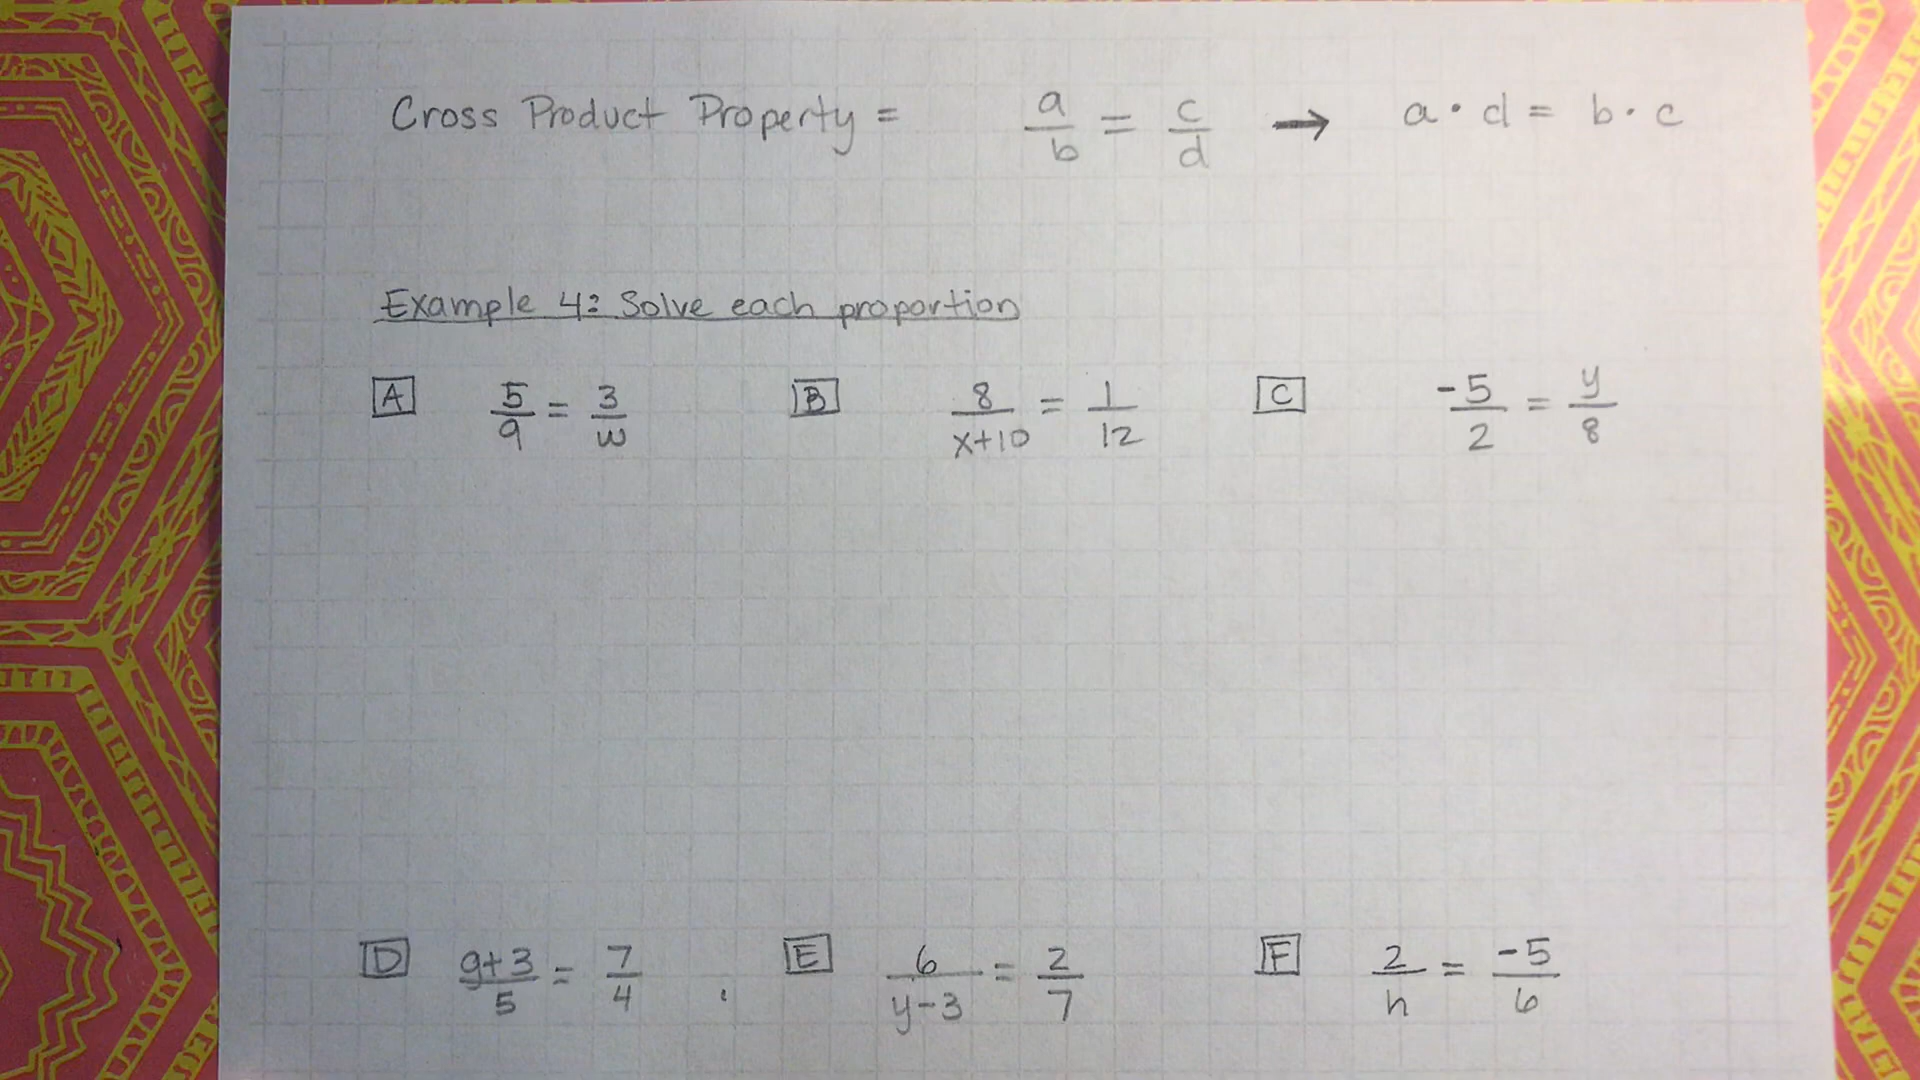 Cross Product Property = a/b = c/d → a · d = b · c
Example 4: Solve each proportion
A 5/9 = 3/w B 8/x+10 = 1/12 C -5/2 = y/8
D g+3/5 = 7/4 E 6/y-3 = 2/7 F 2/h = -5/6